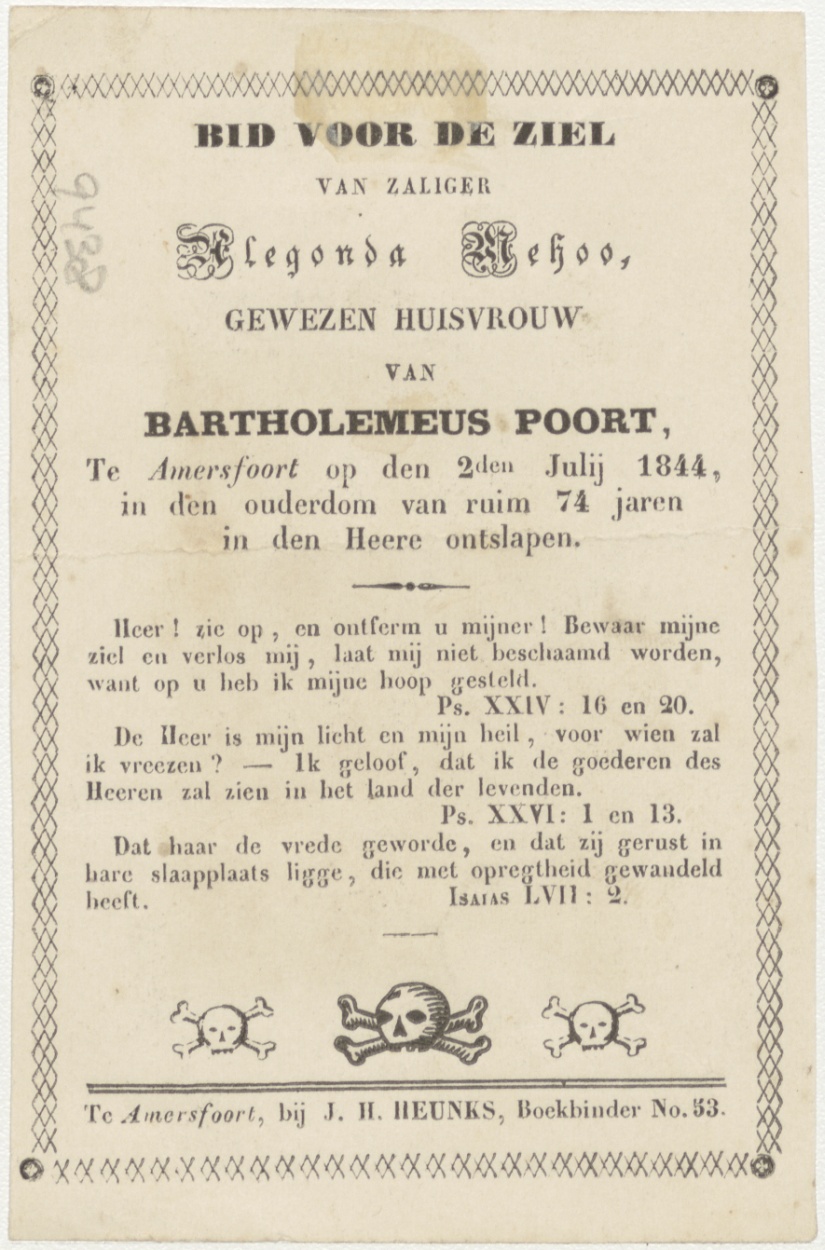 BID VOOR DE ZIEL
VAN ZALIGER
Alegonda Mehoo,
GEWEZEN HUISVROUW
VAN
BARTHOLEMEUS POORT,
Te Amersfoort op den 2den Julij 1844,
in den ouderdom van ruim 74 jaren
in den Heere ontslapen.
Heer! zie op, en ontferm u mijner! Bewaar mijne
ziel en verlos mij, laat mij niet beschaamd worden,
want op u heb ik mijne hoop gesteld.
Ps. XXIV: 16 en 20.
De Heer is mijn licht en mijn heil, voor wien zal
ik vreezen? — Ik geloof, dat ik de goederen des
Heeren zal zien in het land der levenden.
Ps. XXVI: 1 en 13.
Dat haar de vrede geworde, en dat zij gerust in
hare slaapplaats ligge, die met opregtheid gewandeld
heeft. ISAIAS LVII: 2.
Te Amersfoort, bij J. H. HEUNKS, Boekbinder No. 53.